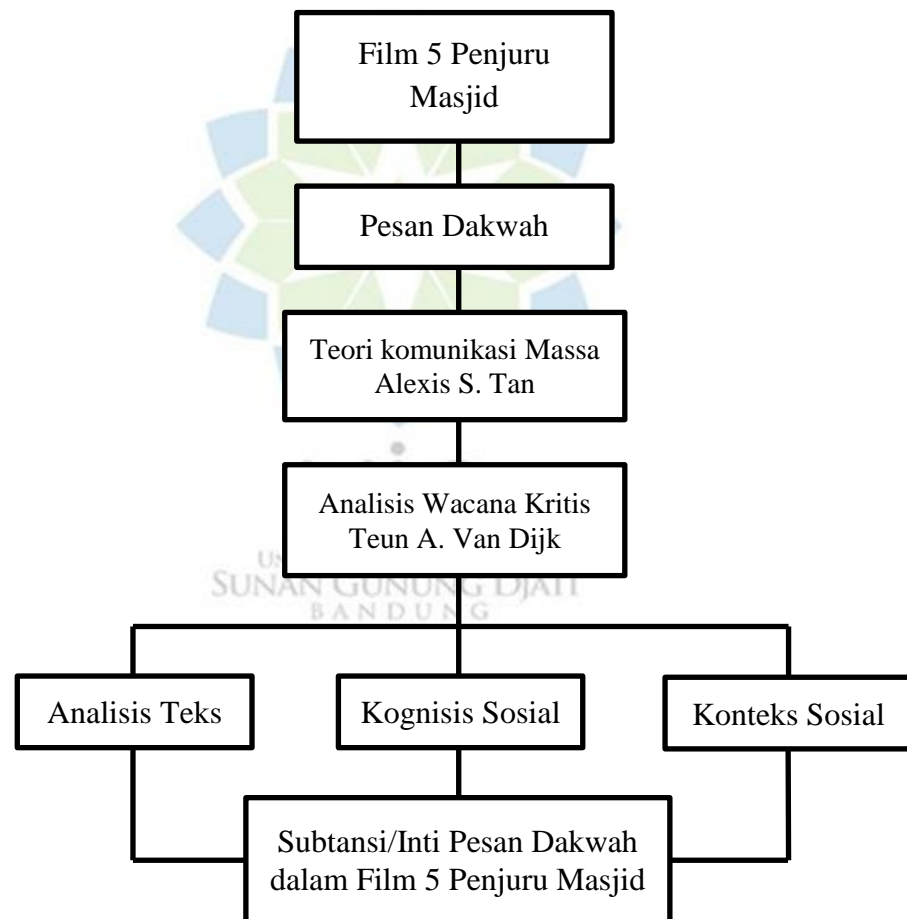 Film 5 Penjuru
Masjid
Pesan Dakwah
Teori komunikasi Massa
Alexis S. Tan
Analisis Wacana Kritis
Teun A. Van Dijk
SUNAN GUNUNG DJATI
BANDUNG
Analisis Teks
Kognisis Sosial
Konteks Sosial
Subtansi/Inti Pesan Dakwah
dalam Film 5 Penjuru Masjid